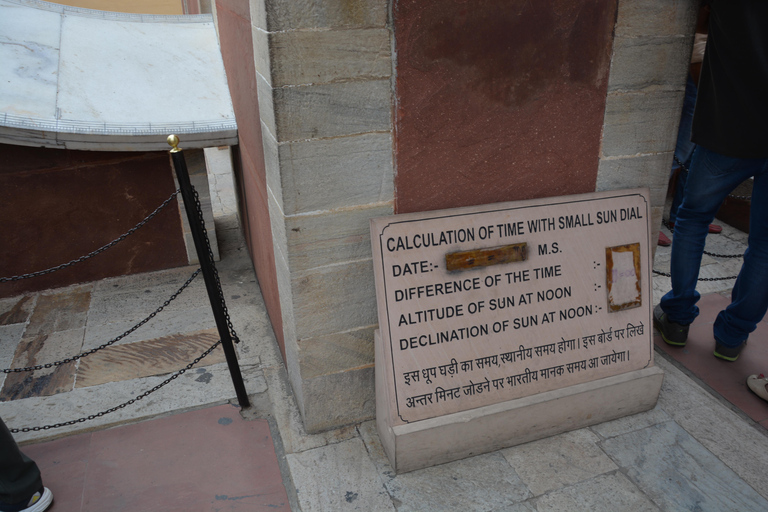 CALCULATION OF TIME WITH SMALL SUN DIAL
DATE:- M.S.
DIFFERENCE OF THE TIME :-
ALTITUDE OF SUN AT NOON :-
DECLINATION OF SUN AT NOON :-
इस धूप घड़ी का समय, स्थानीय समय होगा। इस बोर्ड पर लिखे
अन्तर मिनट जोडने पर भारतीय मानक समय आ जायेगा।